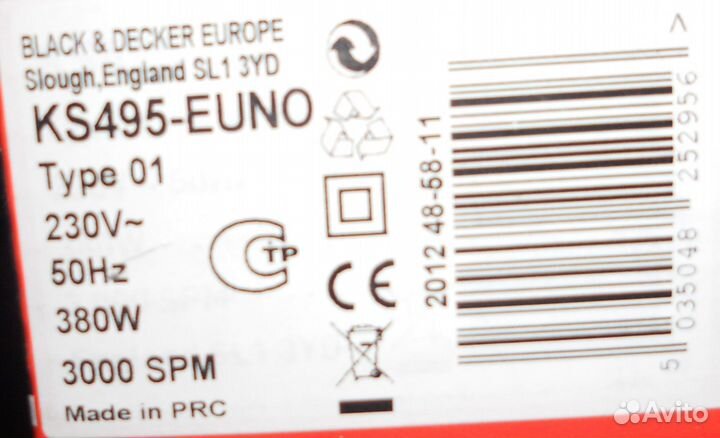 BLACK & DECKER EUROPE
Slough,England SL1 3YD
KS495-EUNO
Type 01
230V~
50Hz
380W
3000 SPM
Made in PRC
TP
CE
2012 48-58-11
5 035048 252956 >
Avito